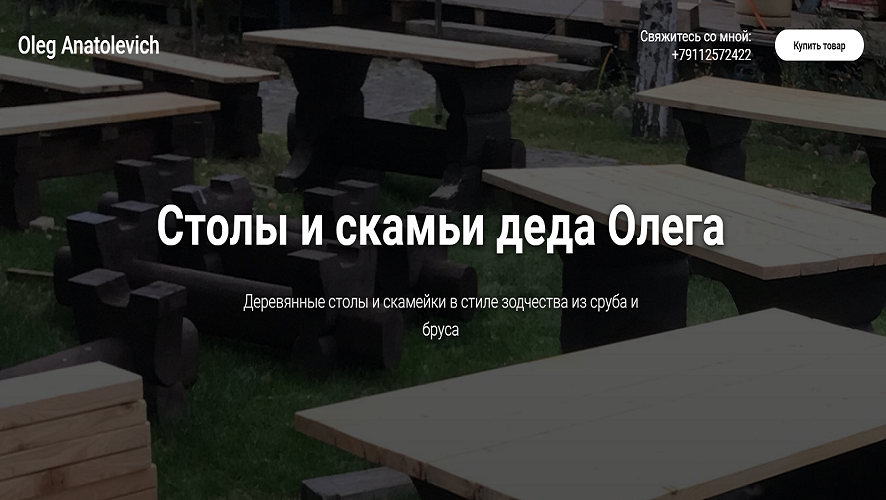 Oleg Anatolevich
Свяжитесь со мной:
+79112572422
Купить товар
Столы и скамьи деда Олега
Деревянные столы и скамейки в стиле зодчества из сруба и
бруса